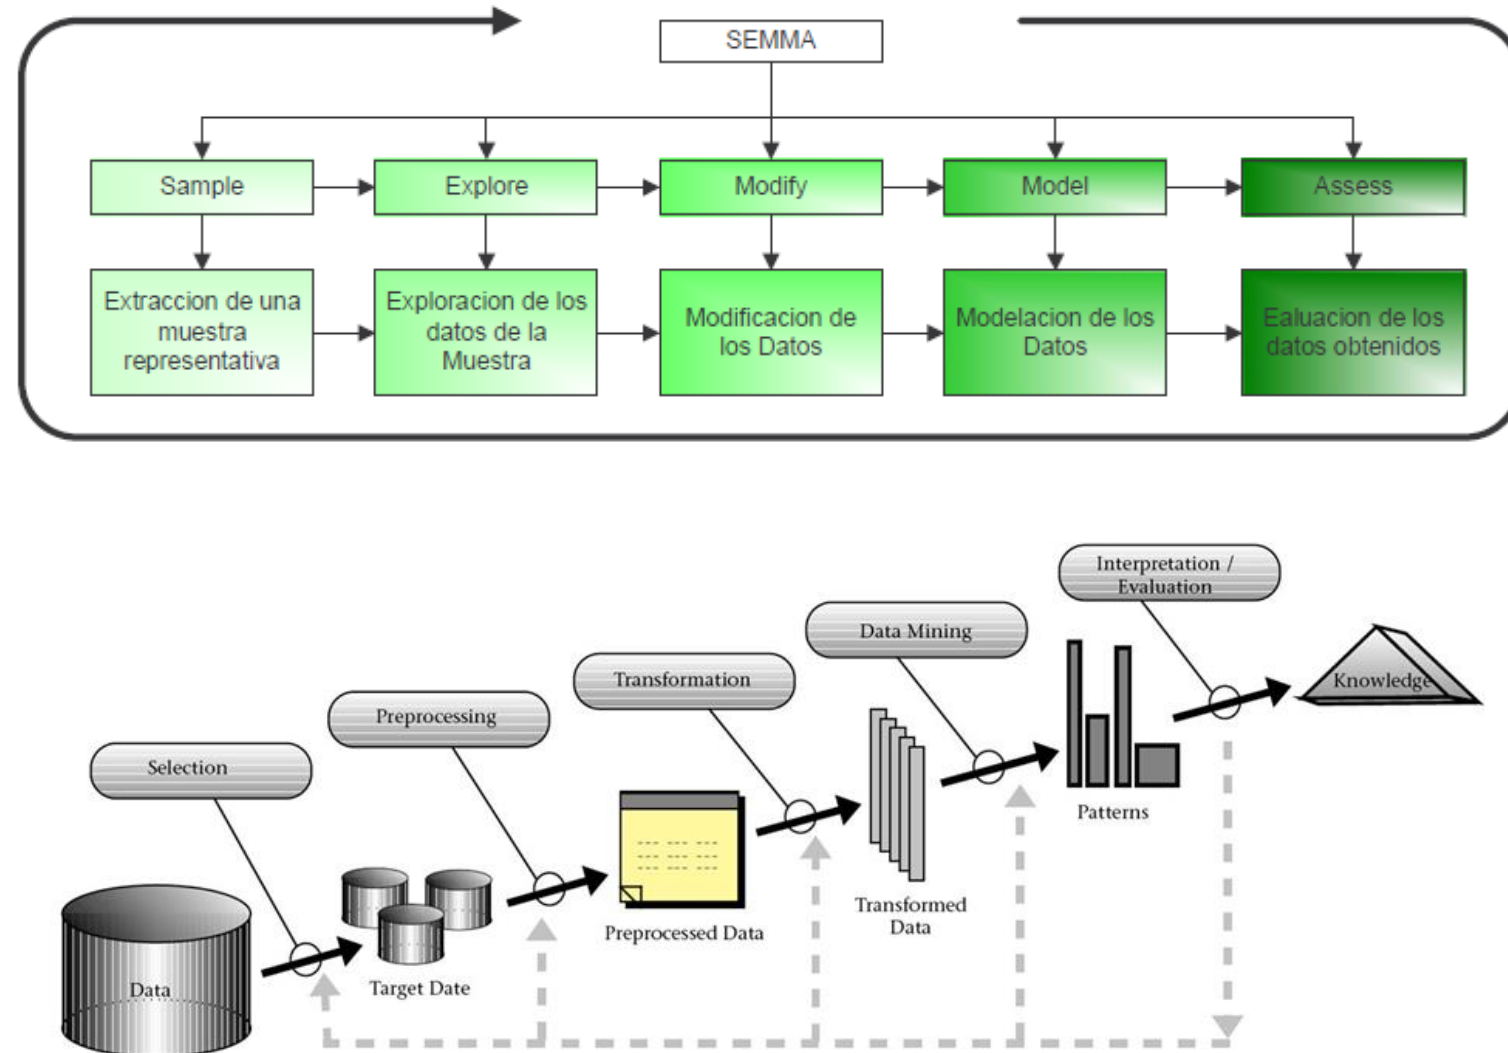 SEMMA
Sample
Explore
Modify
Model
Assess
Extraccion de una
muestra
representativa
Exploracion de los
datos de la
Muestra
Modificacion de
los Datos
Modelacion de los
Datos
Ealuacion de los
datos obtenidos
Interpretation /
Evaluation
Data Mining
Transformation
Preprocessing
Selection
Knowledge
Patterns
Transformed
Data
Preprocessed Data
Target Date
Data